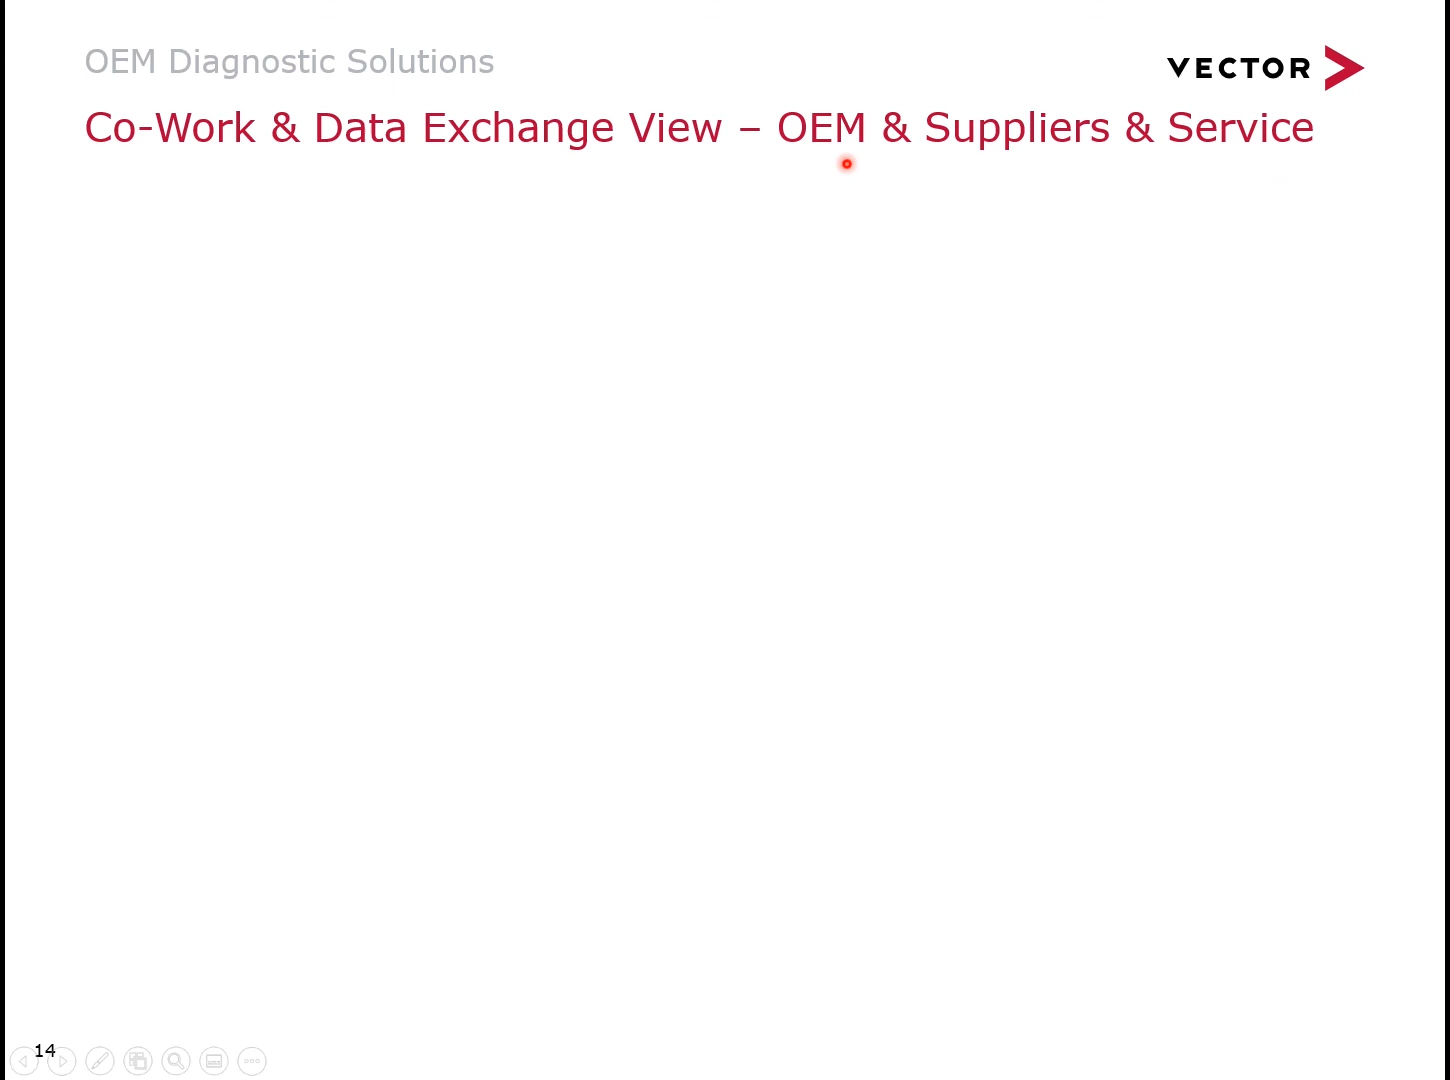 OEM Diagnostic Solutions
VECTOR
Co-Work & Data Exchange View – OEM & Suppliers & Service
14